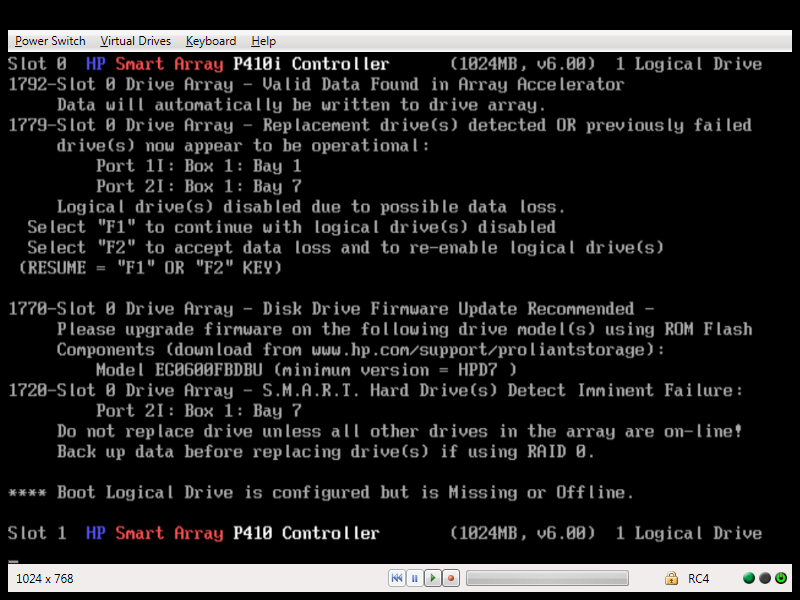 Power Switch Virtual Drives Keyboard Help
Slot 0 HP Smart Array P410i Controller (1024MB, v6.00) 1 Logical Drive
1792-Slot 0 Drive Array - Valid Data Found in Array Accelerator
Data will automatically be written to drive array.
1779-Slot 0 Drive Array - Replacement drive(s) detected OR previously failed
drive(s) now appear to be operational:
Port 1I: Box 1: Bay 1
Port 2I: Box 1: Bay 7
Logical drive(s) disabled due to possible data loss.
Select "F1" to continue with logical drive(s) disabled
Select "F2" to accept data loss and to re-enable logical drive(s)
(RESUME = "F1" OR "F2" KEY)
1770-Slot 0 Drive Array - Disk Drive Firmware Update Recommended -
Please upgrade firmware on the following drive model(s) using ROM Flash
Components (download from www.hp.com/support/proliantstorage):
Model EG0600FBDBU (minimum version = HPD7 )
1720-Slot 0 Drive Array - S.M.A.R.T. Hard Drive(s) Detect Imminent Failure:
Port 2I: Box 1: Bay 7
Do not replace drive unless all other drives in the array are on-line!
Back up data before replacing drive(s) if using RAID 0.
**** Boot Logical Drive is configured but is Missing or Offline.
Slot 1 HP Smart Array P410 Controller (1024MB, v6.00) 1 Logical Drive
1024 x 768 RC4